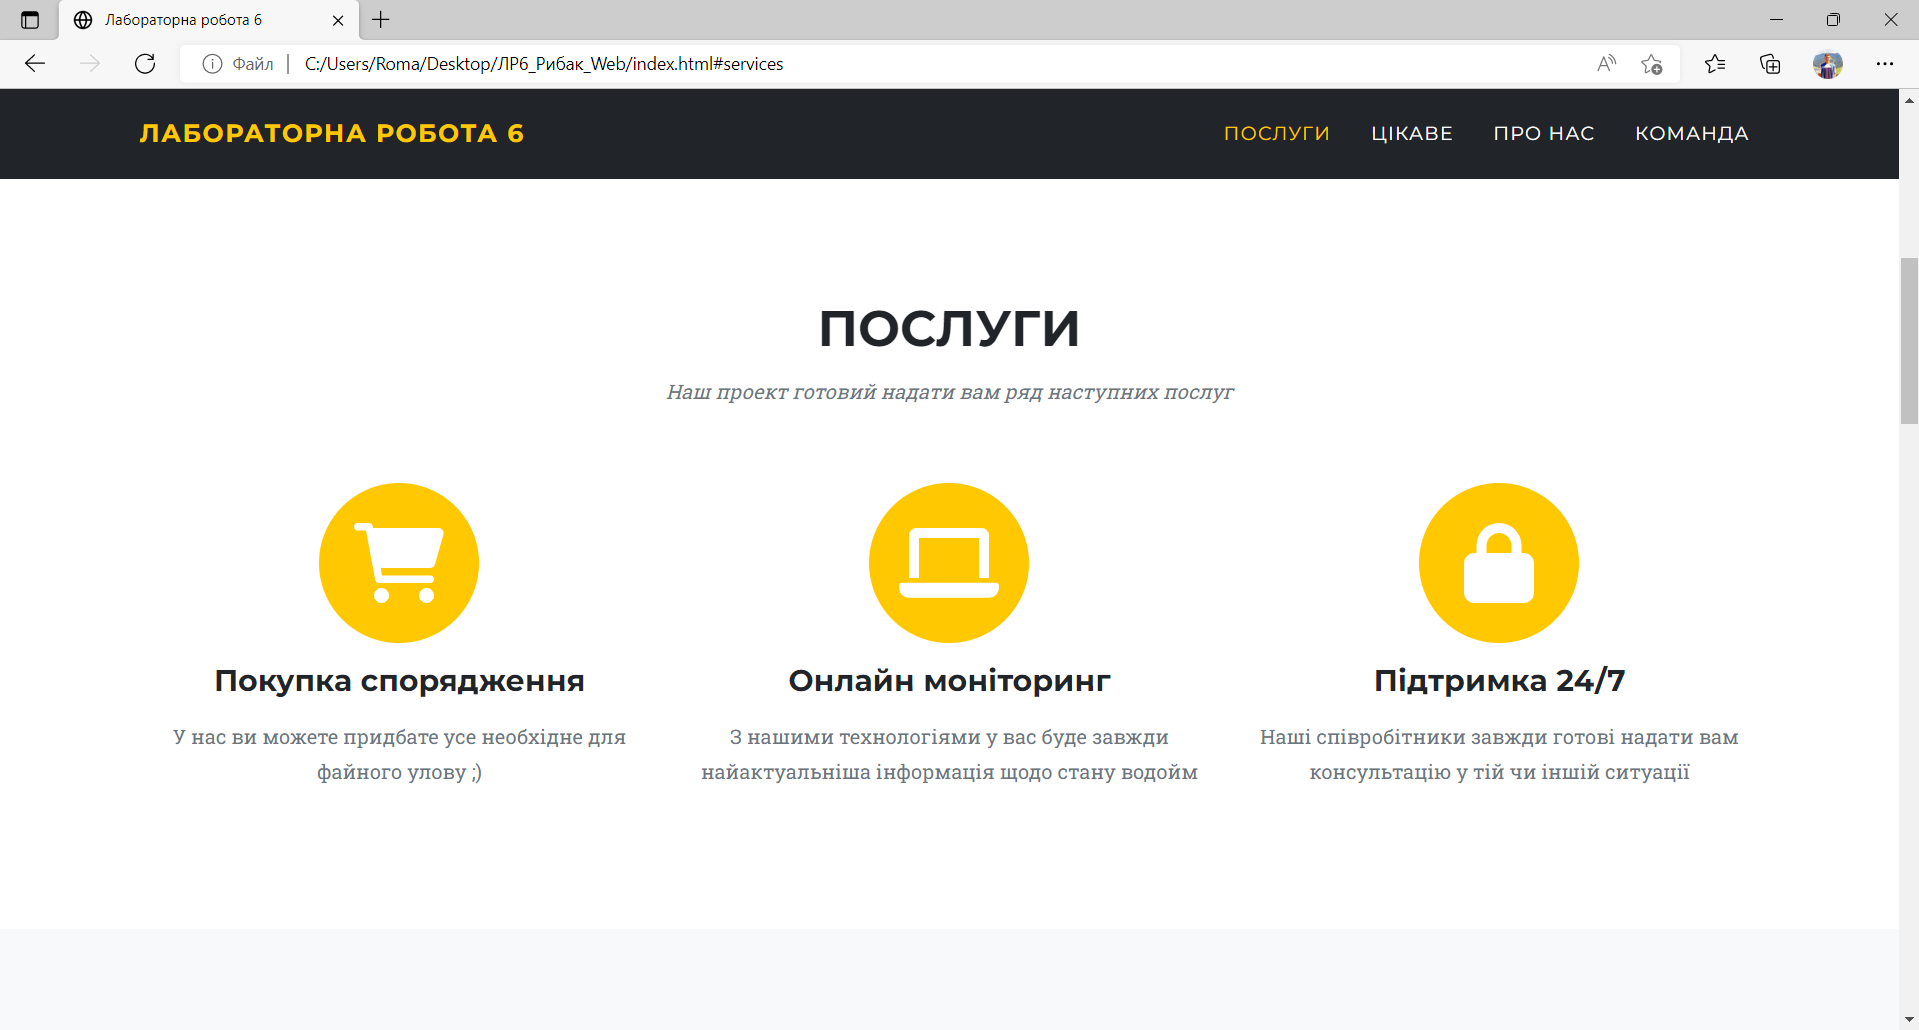 Лабораторна робота 6
Файл
C:/Users/Roma/Desktop/ЛР6_Рибак_Web/index.html#services
ЛАБОРАТОРНА РОБОТА 6
ПОСЛУГИ
ЦІКАВЕ
ПРО НАС
КОМАНДА
ПОСЛУГИ
Наш проект готовий надати вам ряд наступних послуг
Покупка спорядження
У нас ви можете придбате усе необхідне для
файного улову ;)
Онлайн моніторинг
З нашими технологіями у вас буде завжди
найактуальніша інформація щодо стану водойм
Підтримка 24/7
Наші співробітники завжди готові надати вам
консультацію у тій чи іншій ситуації